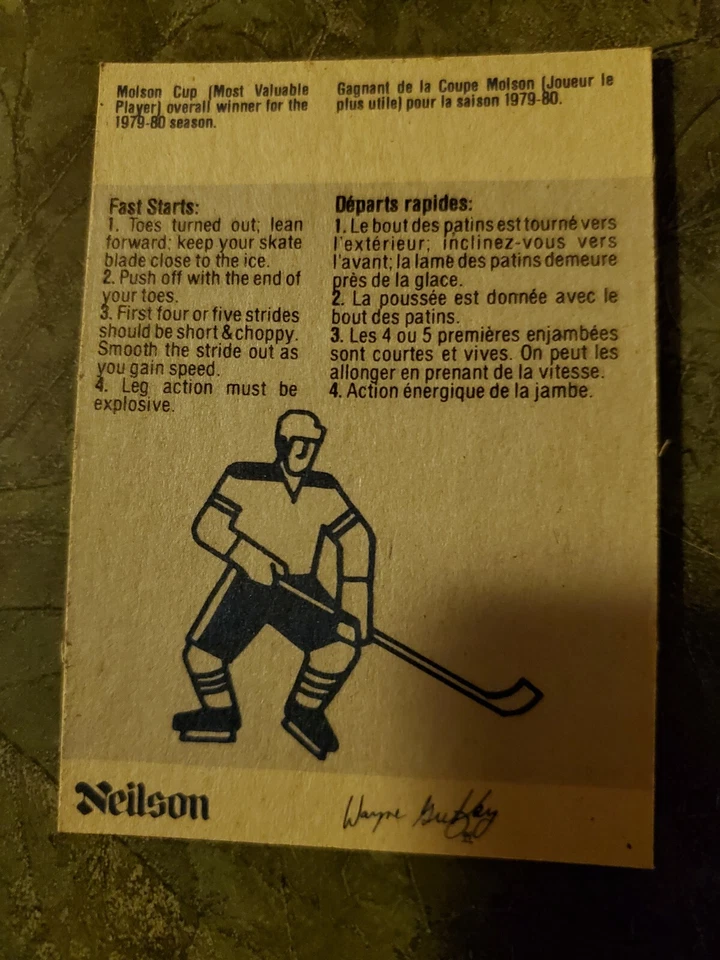 Molson Cup (Most Valuable
Player) overall winner for the
1979-80 season.
Gagnant de la Coupe Molson (Joueur le
plus utile) pour la saison 1979-80.
Fast Starts:
1. Toes turned out; lean
forward; keep your skate
blade close to the ice.
2. Push off with the end of
your toes.
3. First four or five strides
should be short & choppy.
Smooth the stride out as
you gain speed.
4. Leg action must be
explosive.
Départs rapides:
1. Le bout des patins est tourné vers
l'extérieur; inclinez-vous vers
l'avant; la lame des patins demeure
près de la glace.
2. La poussée est donnée avec le
bout des patins.
3. Les 4 ou 5 premières enjambées
sont courtes et vives. On peut les
allonger en prenant de la vitesse.
4. Action énergique de la jambe.
Neilson
Wayne Gretzky